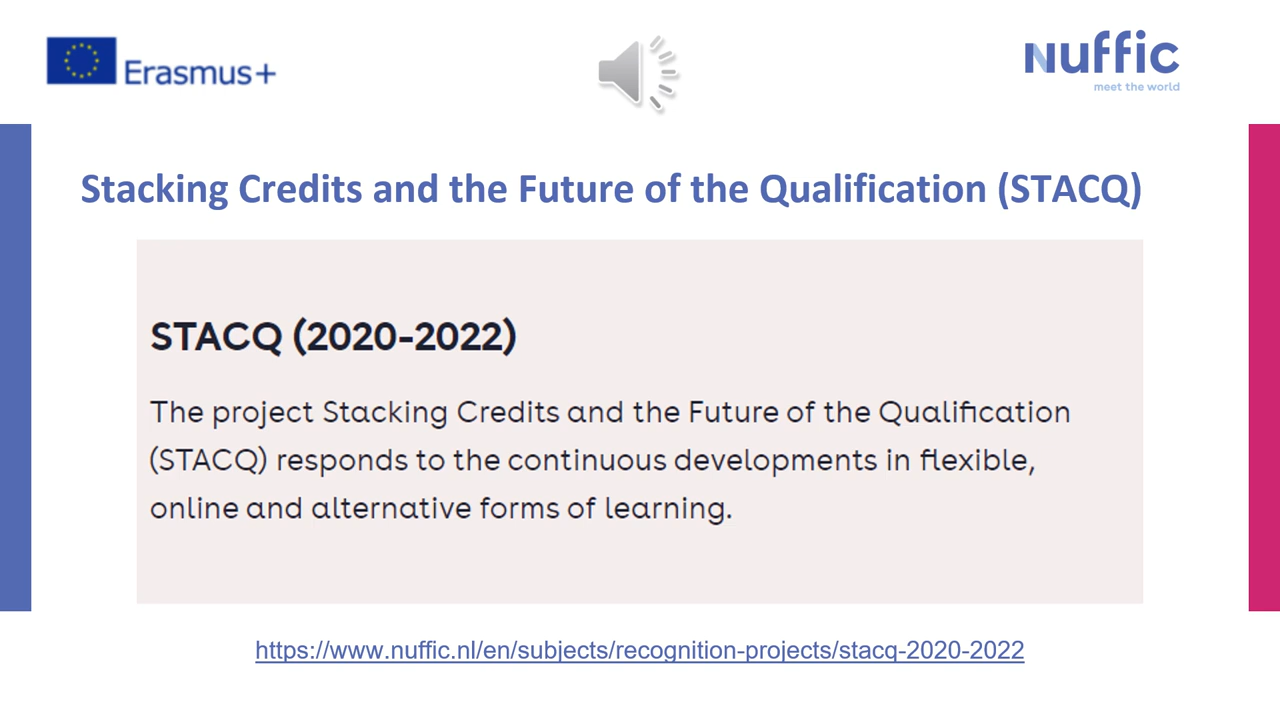 Erasmus+
Nuffic
meet the world
Stacking Credits and the Future of the Qualification (STACQ)
STACQ (2020-2022)
The project Stacking Credits and the Future of the Qualification
(STACQ) responds to the continuous developments in flexible,
online and alternative forms of learning.
https://www.nuffic.nl/en/subjects/recognition-projects/stacq-2020-2022